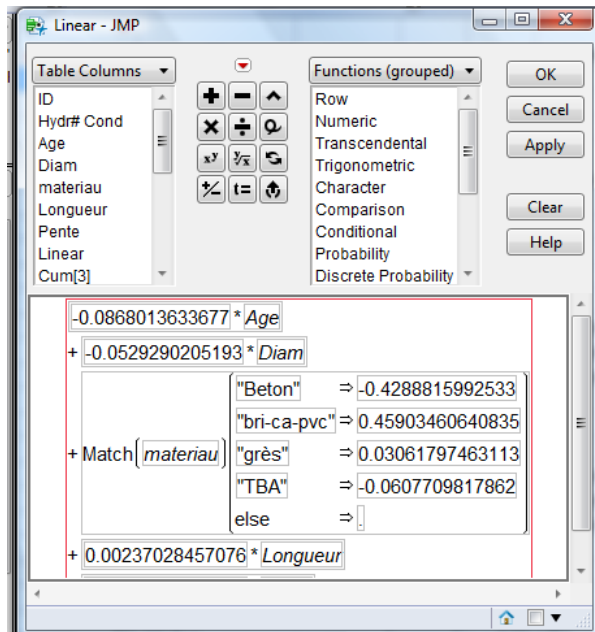 Linear - JMP
Table Columns
ID
Hydr# Cond
Age
Diam
materiau
Longueur
Pente
Linear
Cum[3]
xʸ
ʸ√x
t=
Functions (grouped)
Row
Numeric
Transcendental
Trigonometric
Character
Comparison
Conditional
Probability
Discrete Probability
OK
Cancel
Apply
Clear
Help
-0.0868013633677 * Age
+ -0.0529290205193 * Diam
+ Match ( materiau )
"Beton" ⇒ -0.4288815992533
"bri-ca-pvc" ⇒ 0.45903460640835
"grès" ⇒ 0.03061797463113
"TBA" ⇒ -0.0607709817862
else ⇒ .
+ 0.00237028457076 * Longueur